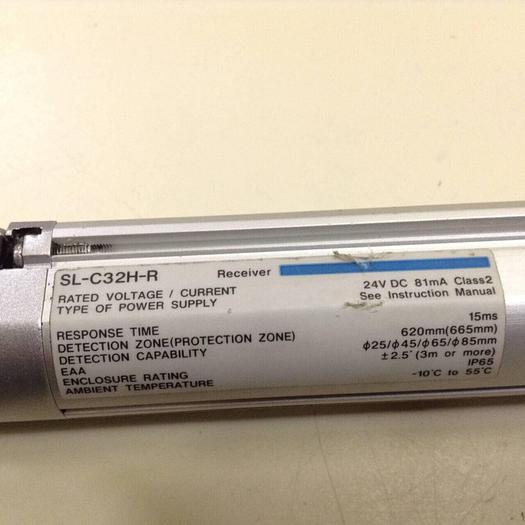 SL-C32H-R Receiver
RATED VOLTAGE / CURRENT 24V DC 81mA Class2
TYPE OF POWER SUPPLY See Instruction Manual
RESPONSE TIME 15ms
DETECTION ZONE(PROTECTION ZONE) 620mm(665mm)
DETECTION CAPABILITY φ25/φ45/φ65/φ85mm
EAA ±2.5° (3m or more)
ENCLOSURE RATING IP65
AMBIENT TEMPERATURE -10°C to 55°C